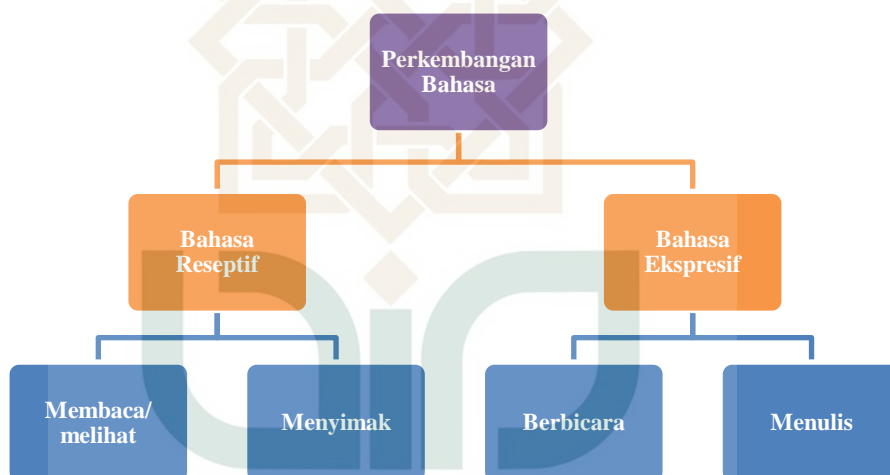 Perkembangan
Bahasa
Bahasa
Reseptif
Bahasa
Ekspresif
Membaca/
melihat
Menyimak
Berbicara
Menulis